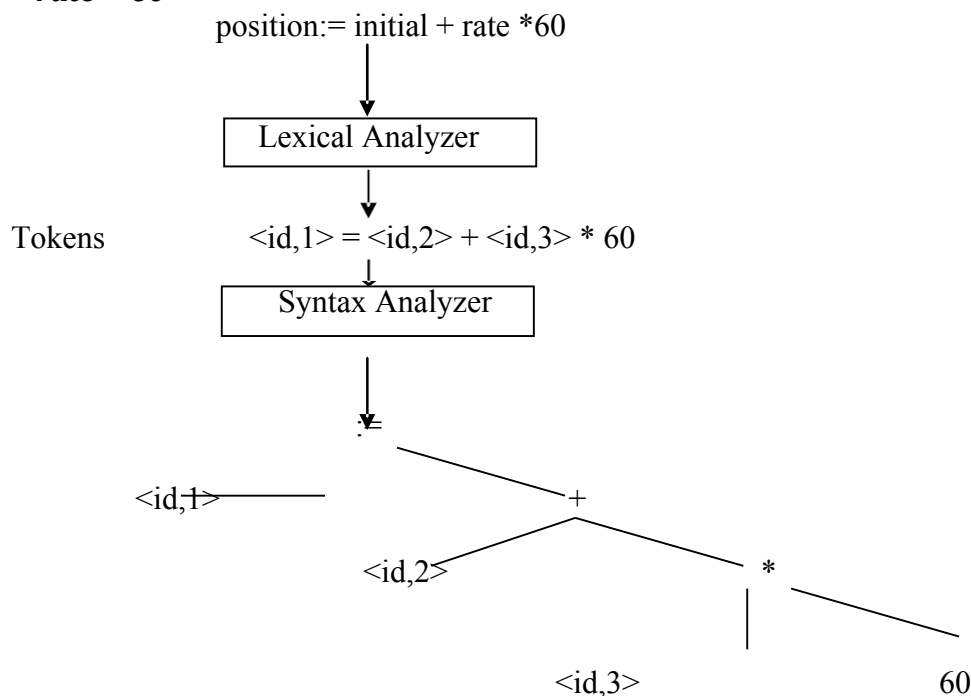 position:= initial + rate *60
Lexical Analyzer
Tokens <id,1> = <id,2> + <id,3> * 60
Syntax Analyzer
:=
<id,1> +
<id,2> *
<id,3> 60